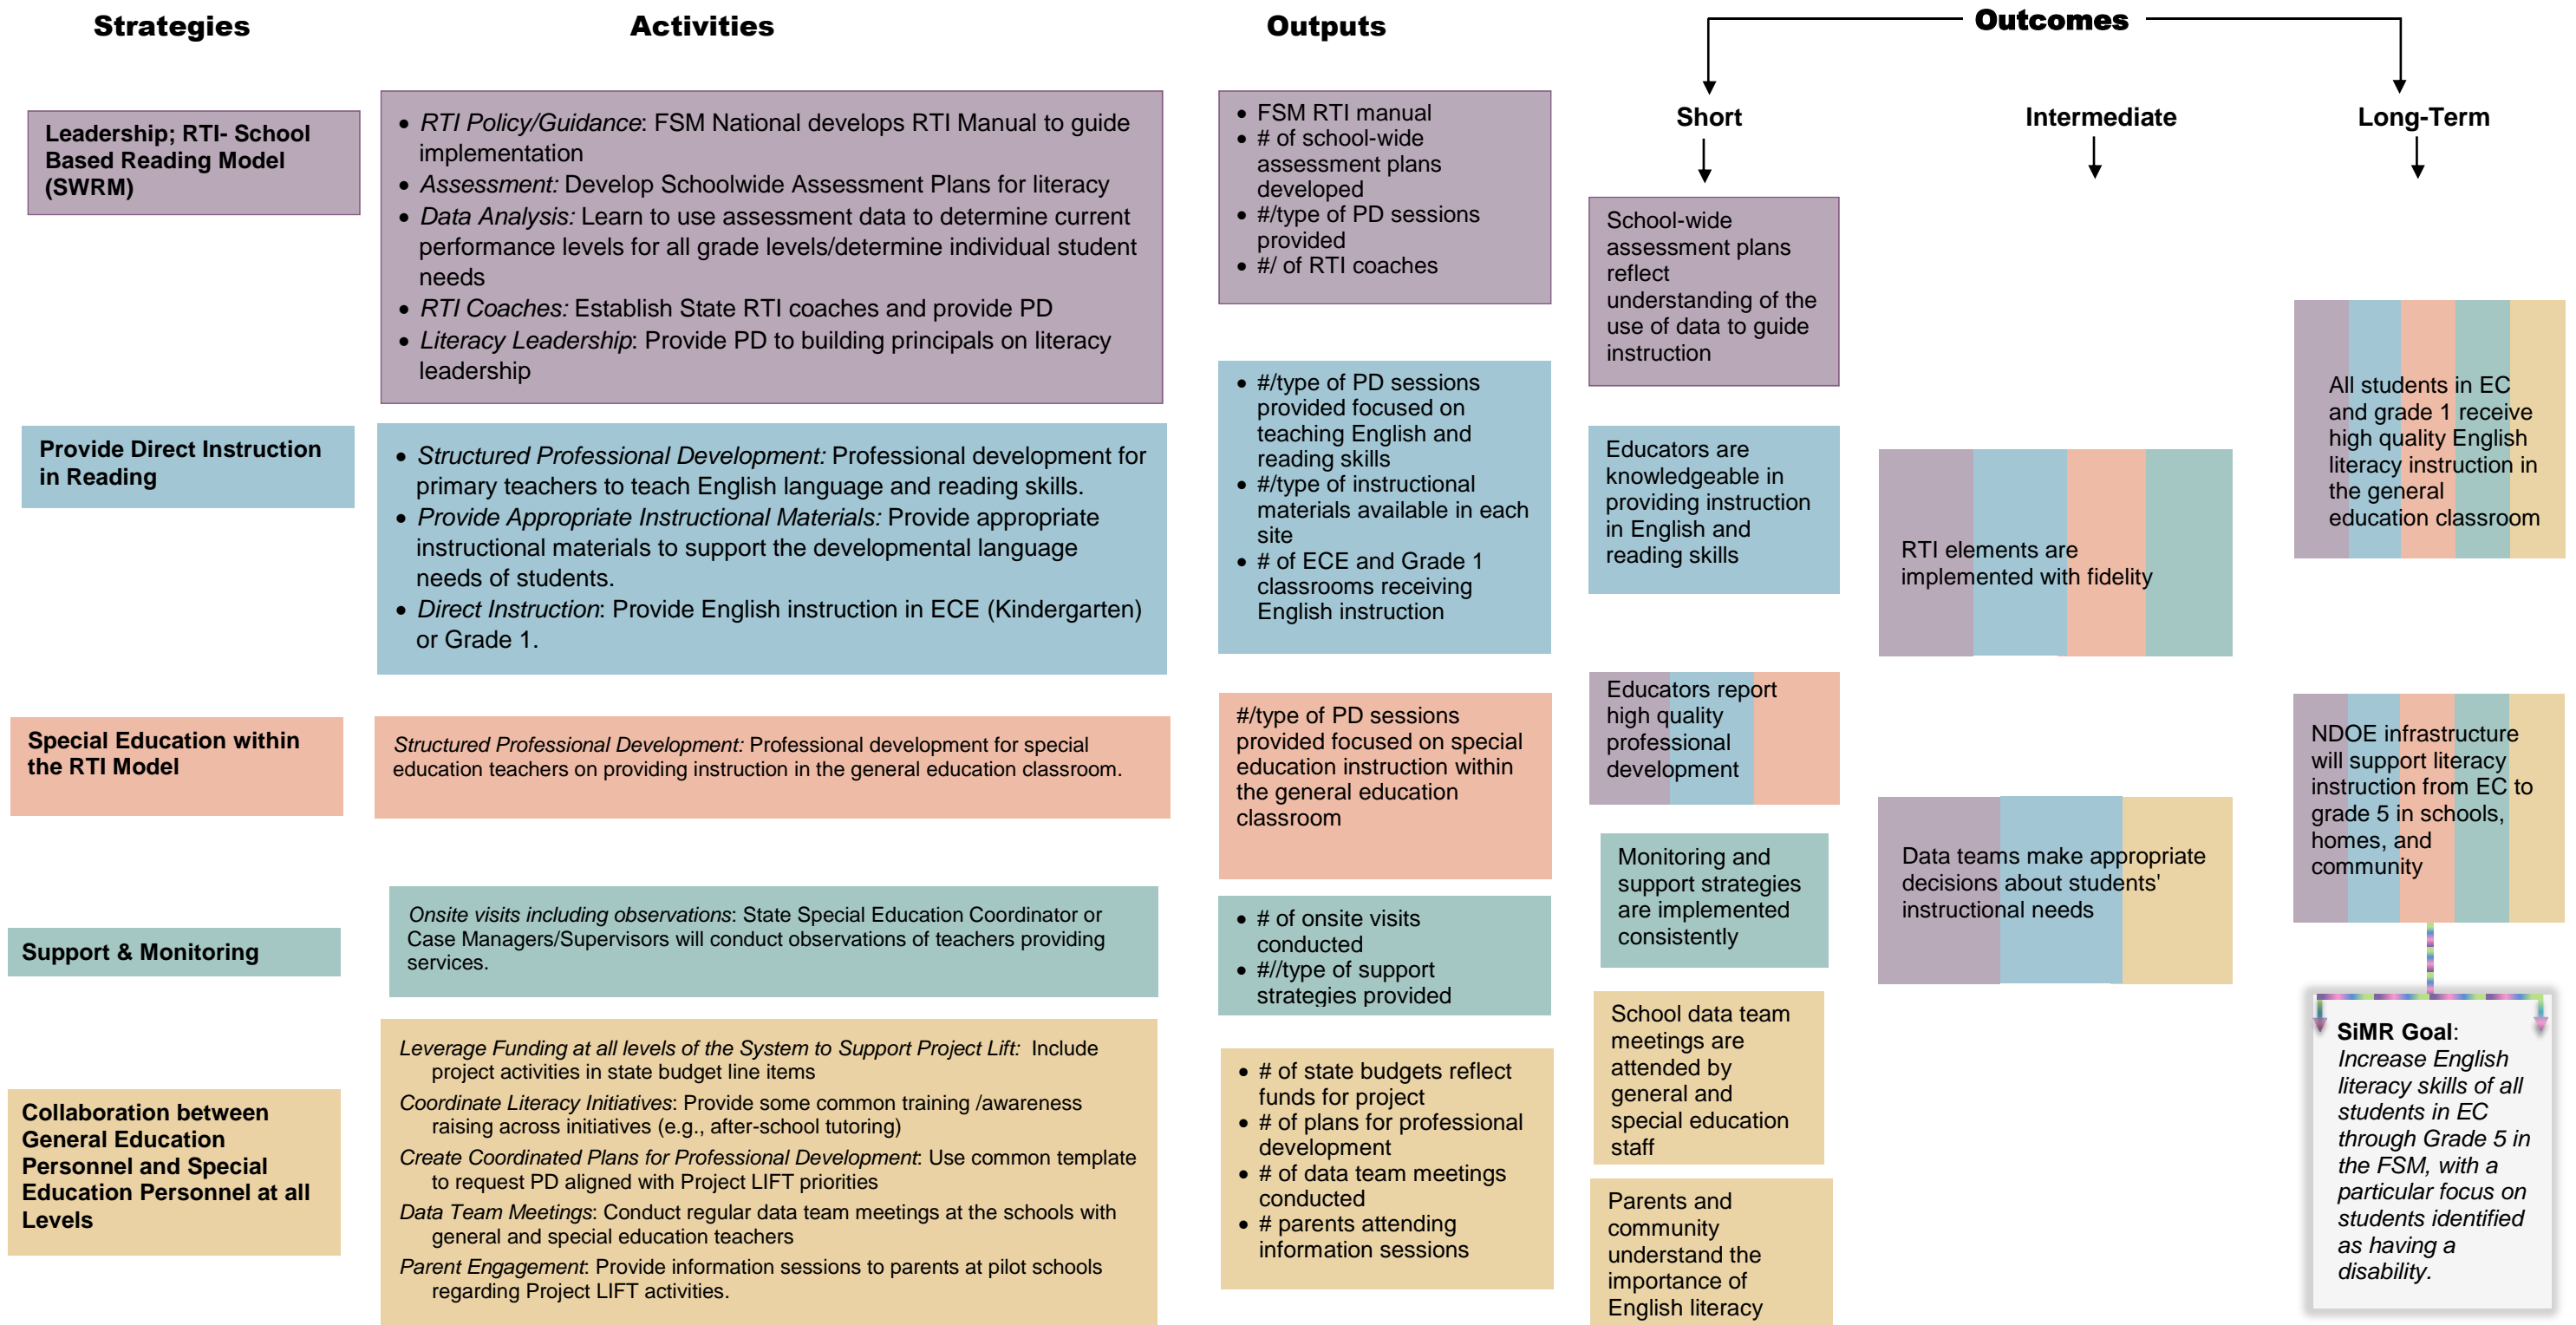 Strategies
Activities
Outputs
Outcomes
Short
Intermediate
Long-Term
Leadership; RTI- School
Based Reading Model
(SWRM)
• RTI Policy/Guidance: FSM National develops RTI Manual to guide
implementation
• Assessment: Develop Schoolwide Assessment Plans for literacy
• Data Analysis: Learn to use assessment data to determine current
performance levels for all grade levels/determine individual student
needs
• RTI Coaches: Establish State RTI coaches and provide PD
• Literacy Leadership: Provide PD to building principals on literacy
leadership
• FSM RTI manual
• # of school-wide
assessment plans
developed
• #/type of PD sessions
provided
• #/ of RTI coaches
School-wide
assessment plans
reflect
understanding of the
use of data to guide
instruction
Provide Direct Instruction
in Reading
• Structured Professional Development: Professional development for
primary teachers to teach English language and reading skills.
• Provide Appropriate Instructional Materials: Provide appropriate
instructional materials to support the developmental language
needs of students.
• Direct Instruction: Provide English instruction in ECE (Kindergarten)
or Grade 1.
• #/type of PD sessions
provided focused on
teaching English and
reading skills
• #/type of instructional
materials available in each
site
• # of ECE and Grade 1
classrooms receiving
English instruction
Educators are
knowledgeable in
providing instruction
in English and
reading skills
RTI elements are
implemented with fidelity
All students in EC
and grade 1 receive
high quality English
literacy instruction in
the general
education classroom
Special Education within
the RTI Model
Structured Professional Development: Professional development for special
education teachers on providing instruction in the general education classroom.
#/type of PD sessions
provided focused on special
education instruction within
the general education
classroom
Educators report
high quality
professional
development
NDOE infrastructure
will support literacy
instruction from EC to
grade 5 in schools,
homes, and
community
Support & Monitoring
Onsite visits including observations: State Special Education Coordinator or
Case Managers/Supervisors will conduct observations of teachers providing
services.
• # of onsite visits
conducted
• #//type of support
strategies provided
Monitoring and
support strategies
are implemented
consistently
Data teams make appropriate
decisions about students'
instructional needs
Collaboration between
General Education
Personnel and Special
Education Personnel at all
Levels
Leverage Funding at all levels of the System to Support Project Lift: Include
project activities in state budget line items
Coordinate Literacy Initiatives: Provide some common training /awareness
raising across initiatives (e.g., after-school tutoring)
Create Coordinated Plans for Professional Development: Use common template
to request PD aligned with Project LIFT priorities
Data Team Meetings: Conduct regular data team meetings at the schools with
general and special education teachers
Parent Engagement: Provide information sessions to parents at pilot schools
regarding Project LIFT activities.
• # of state budgets reflect
funds for project
• # of plans for professional
development
• # of data team meetings
conducted
• # parents attending
information sessions
School data team
meetings are
attended by
general and
special education
staff
Parents and
community
understand the
importance of
English literacy
SiMR Goal:
Increase English
literacy skills of all
students in EC
through Grade 5 in
the FSM, with a
particular focus on
students identified
as having a
disability.